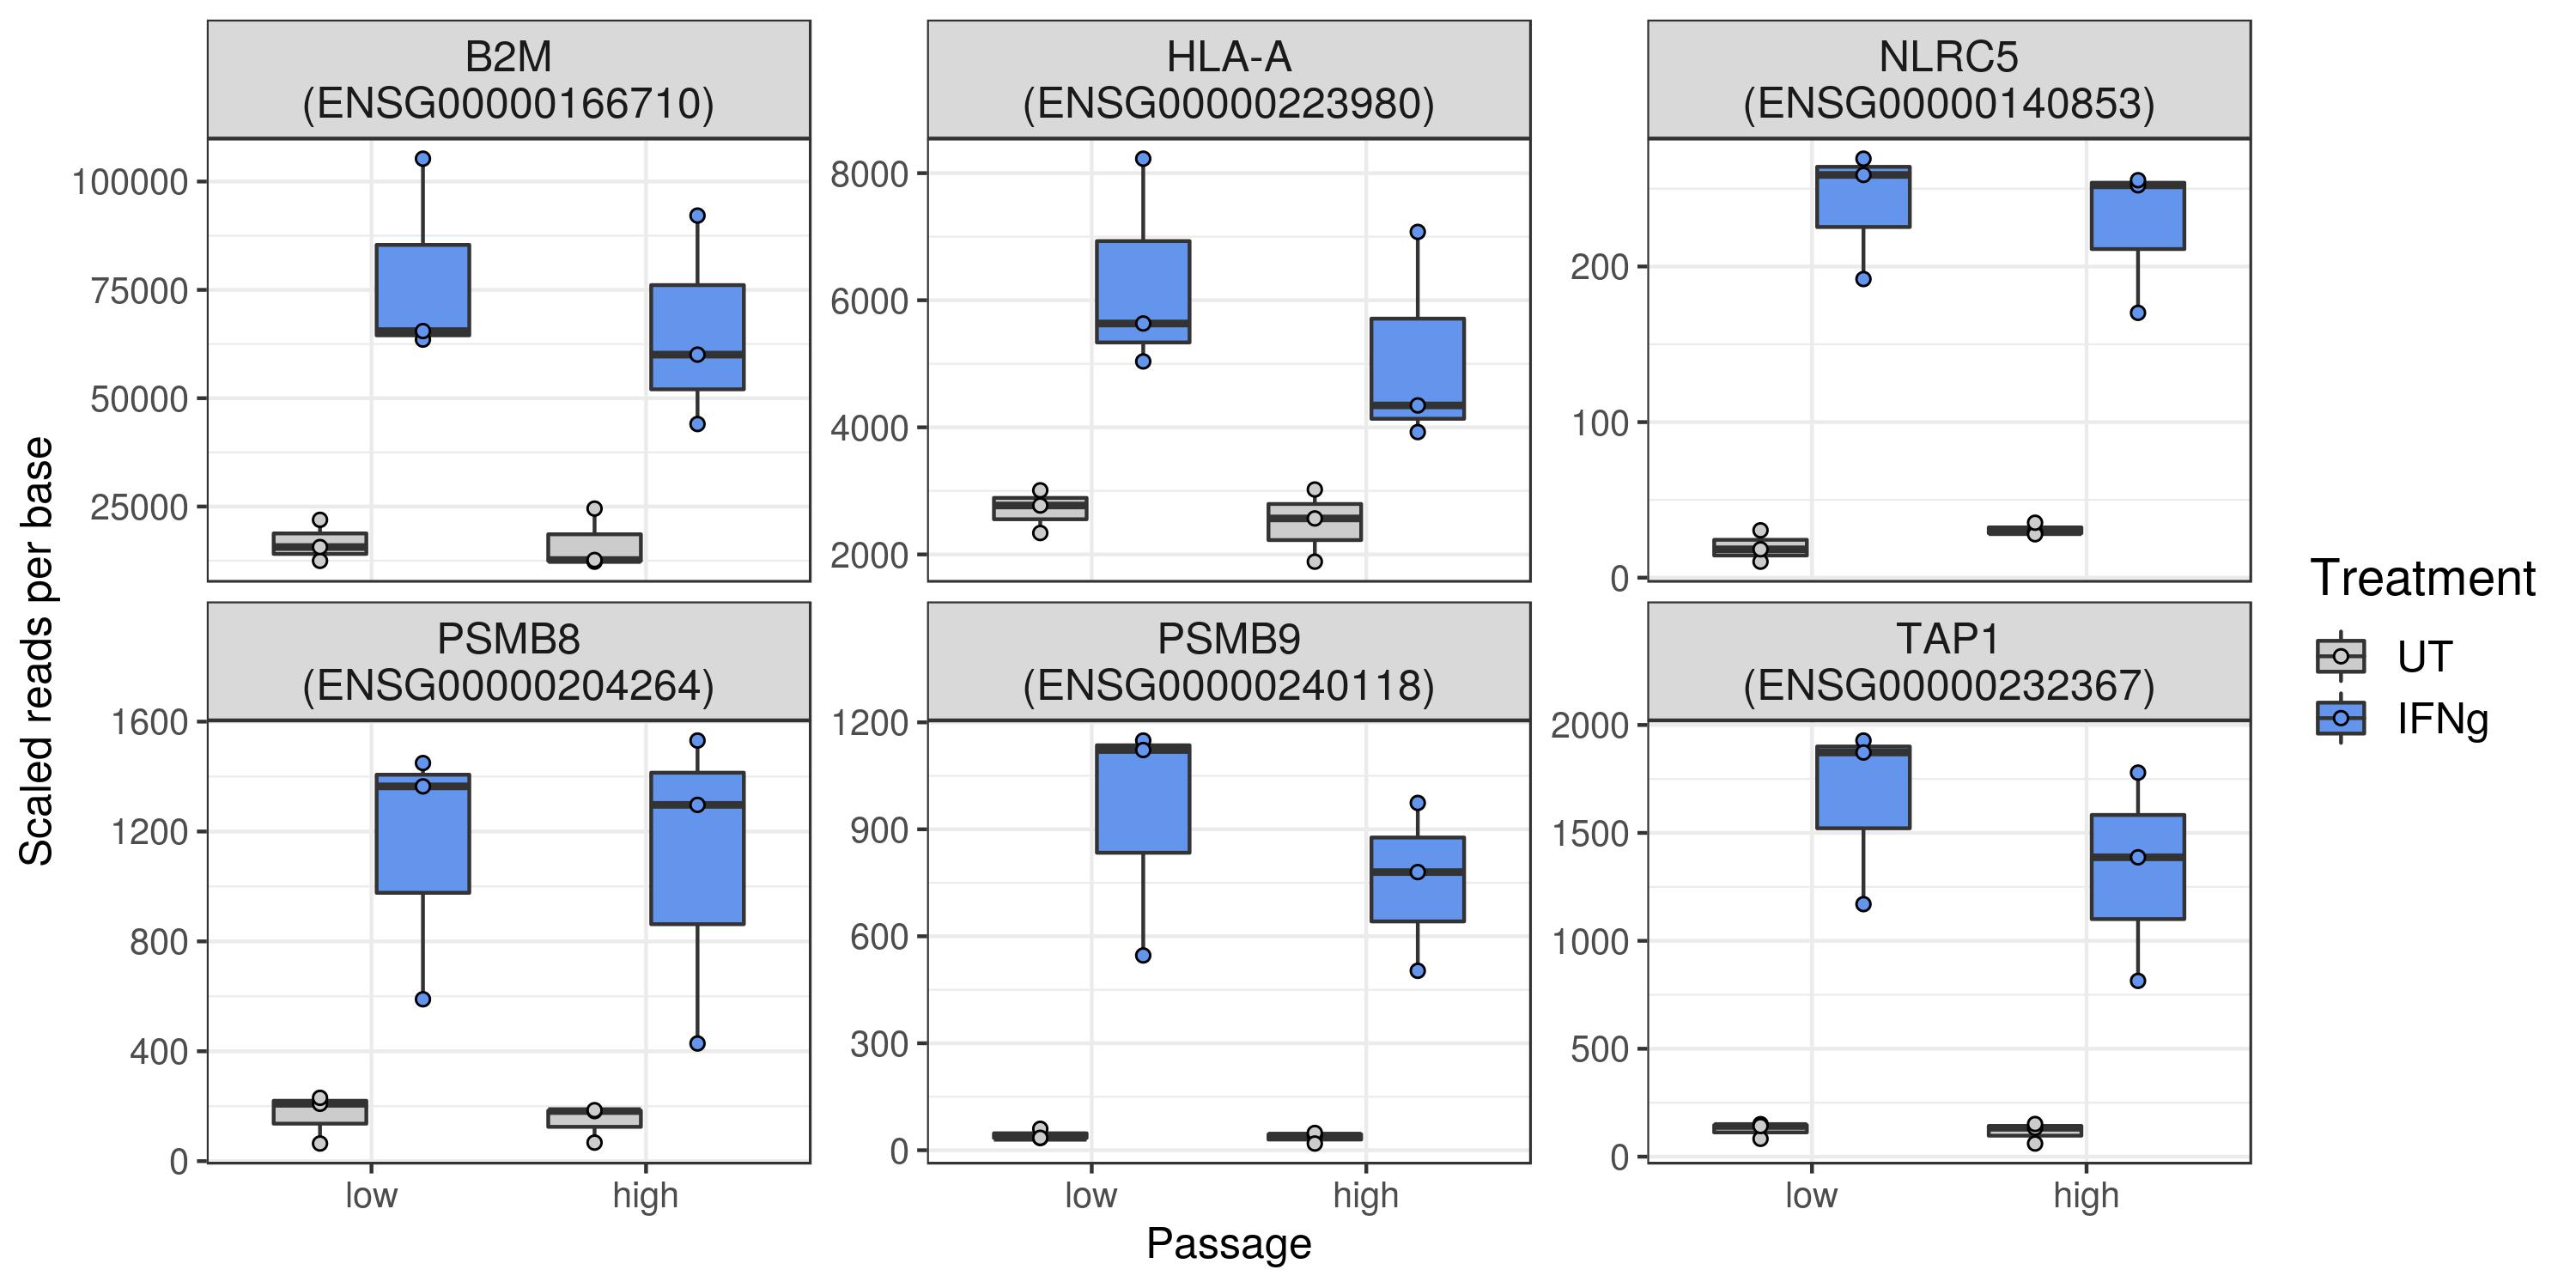 B2M
(ENSG00000166710)
HLA-A
(ENSG00000223980)
NLRC5
(ENSG00000140853)
100000
75000
50000
25000
8000
6000
4000
2000
200
100
0
PSMB8
(ENSG00000204264)
PSMB9
(ENSG00000240118)
TAP1
(ENSG00000232367)
1600
1200
800
400
0
1200
900
600
300
0
2000
1500
1000
500
0
low
high
low
high
low
high
Passage
Scaled reads per base
Treatment
UT
IFNg